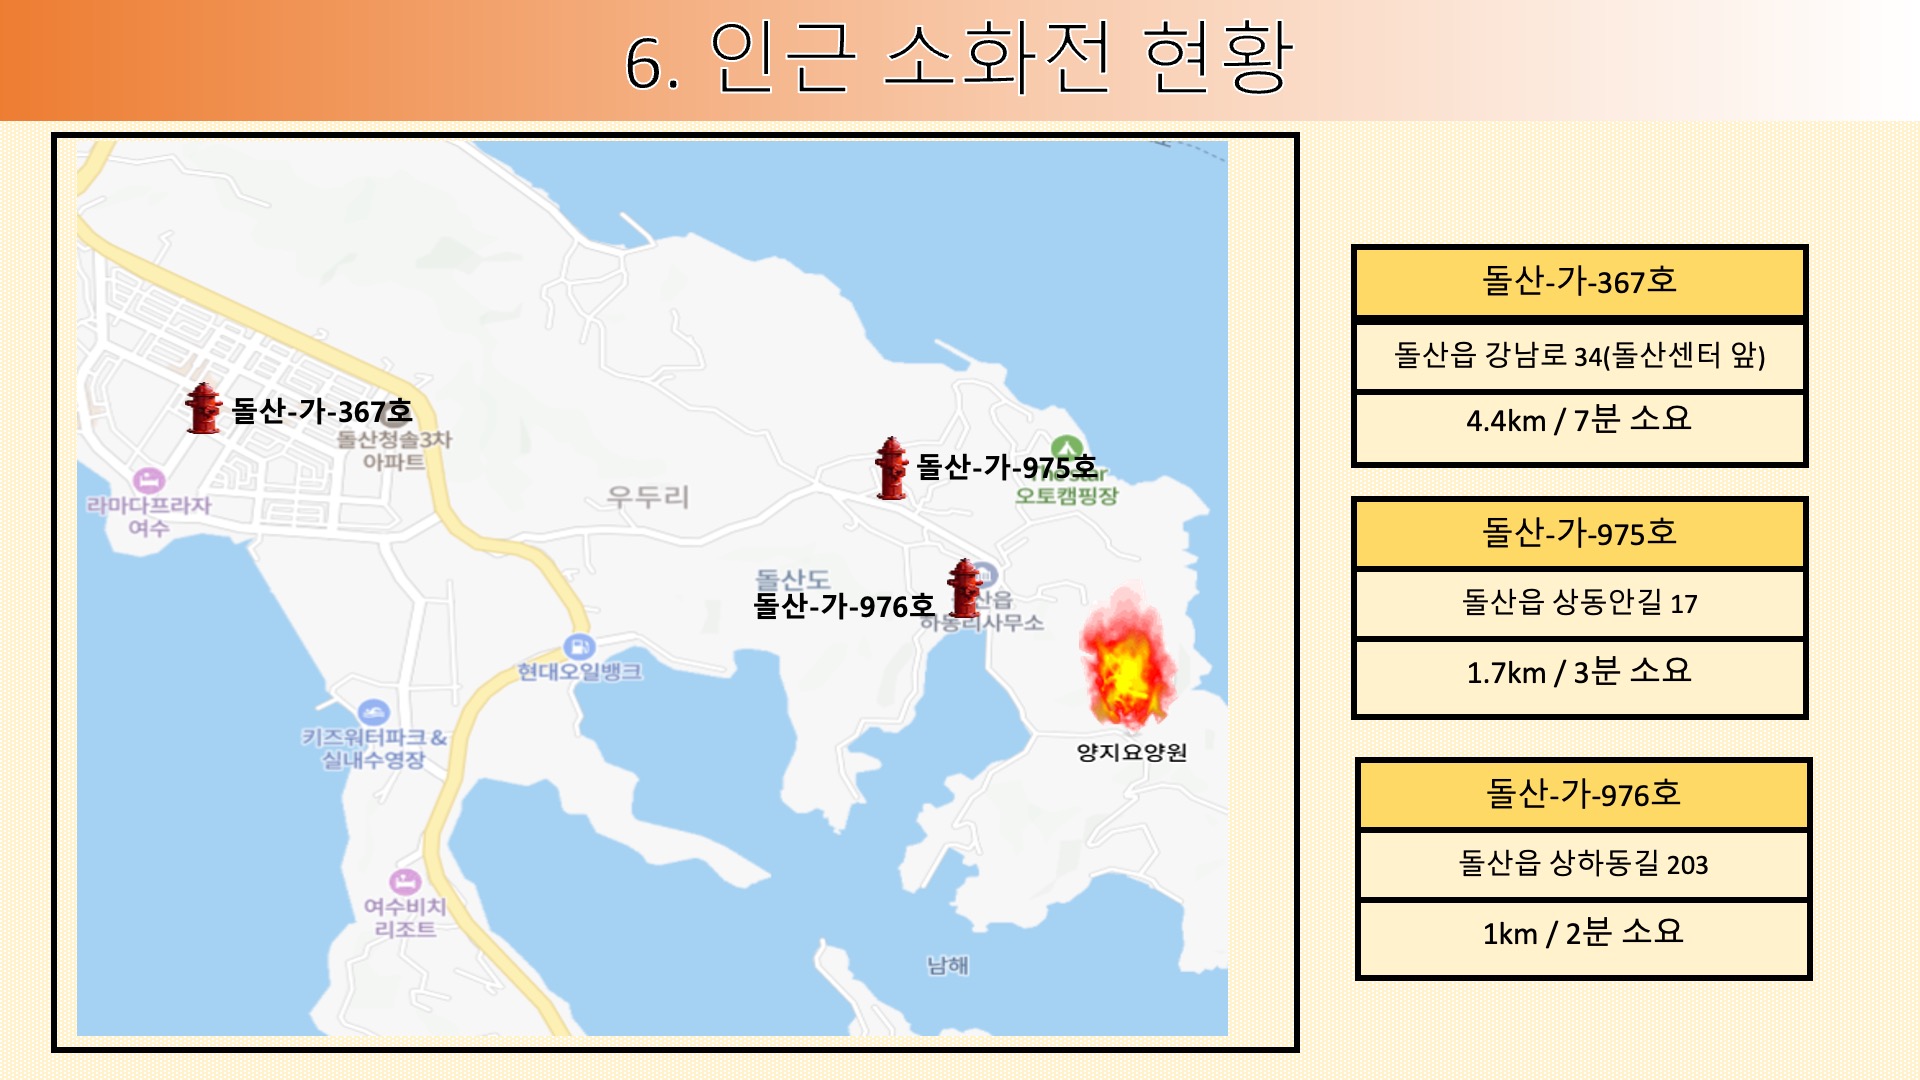 6. 인근 소화전 현황
돌산-가-367호
돌산청솔3차
아파트
라마다프라자
여수
우두리
돌산-가-975호
오토캠핑장
돌산도
돌산-가-976호
산읍
하동리사무소
현대오일뱅크
키즈워터파크 &
실내수영장
양지요양원
여수비치
리조트
남해
돌산-가-367호
돌산읍 강남로 34(돌산센터 앞)
4.4km / 7분 소요
돌산-가-975호
돌산읍 상동안길 17
1.7km / 3분 소요
돌산-가-976호
돌산읍 상하동길 203
1km / 2분 소요